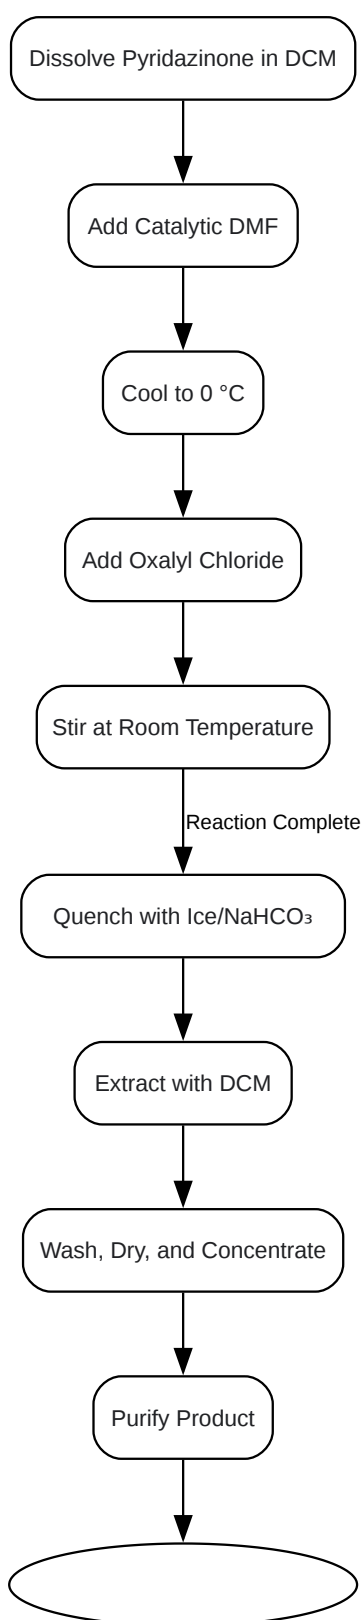 Dissolve Pyridazinone in DCM
Add Catalytic DMF
Cool to 0 °C
Add Oxalyl Chloride
Stir at Room Temperature
Reaction Complete
Quench with Ice/NaHCO₃
Extract with DCM
Wash, Dry, and Concentrate
Purify Product